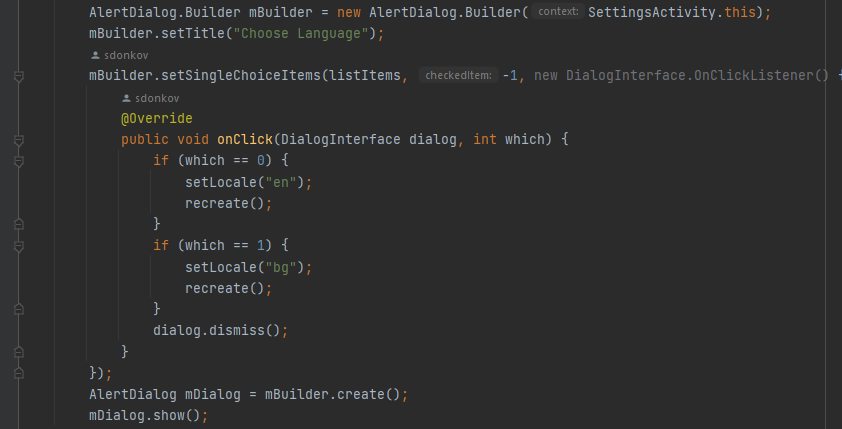 AlertDialog.Builder mBuilder = new AlertDialog.Builder( context: SettingsActivity.this);
mBuilder.setTitle("Choose Language");
sdonkov
mBuilder.setSingleChoiceItems(listItems, checkedItem: -1, new DialogInterface.OnClickListener() {
sdonkov
@Override
public void onClick(DialogInterface dialog, int which) {
if (which == 0) {
setLocale("en");
recreate();
}
if (which == 1) {
setLocale("bg");
recreate();
}
dialog.dismiss();
}
});
AlertDialog mDialog = mBuilder.create();
mDialog.show();